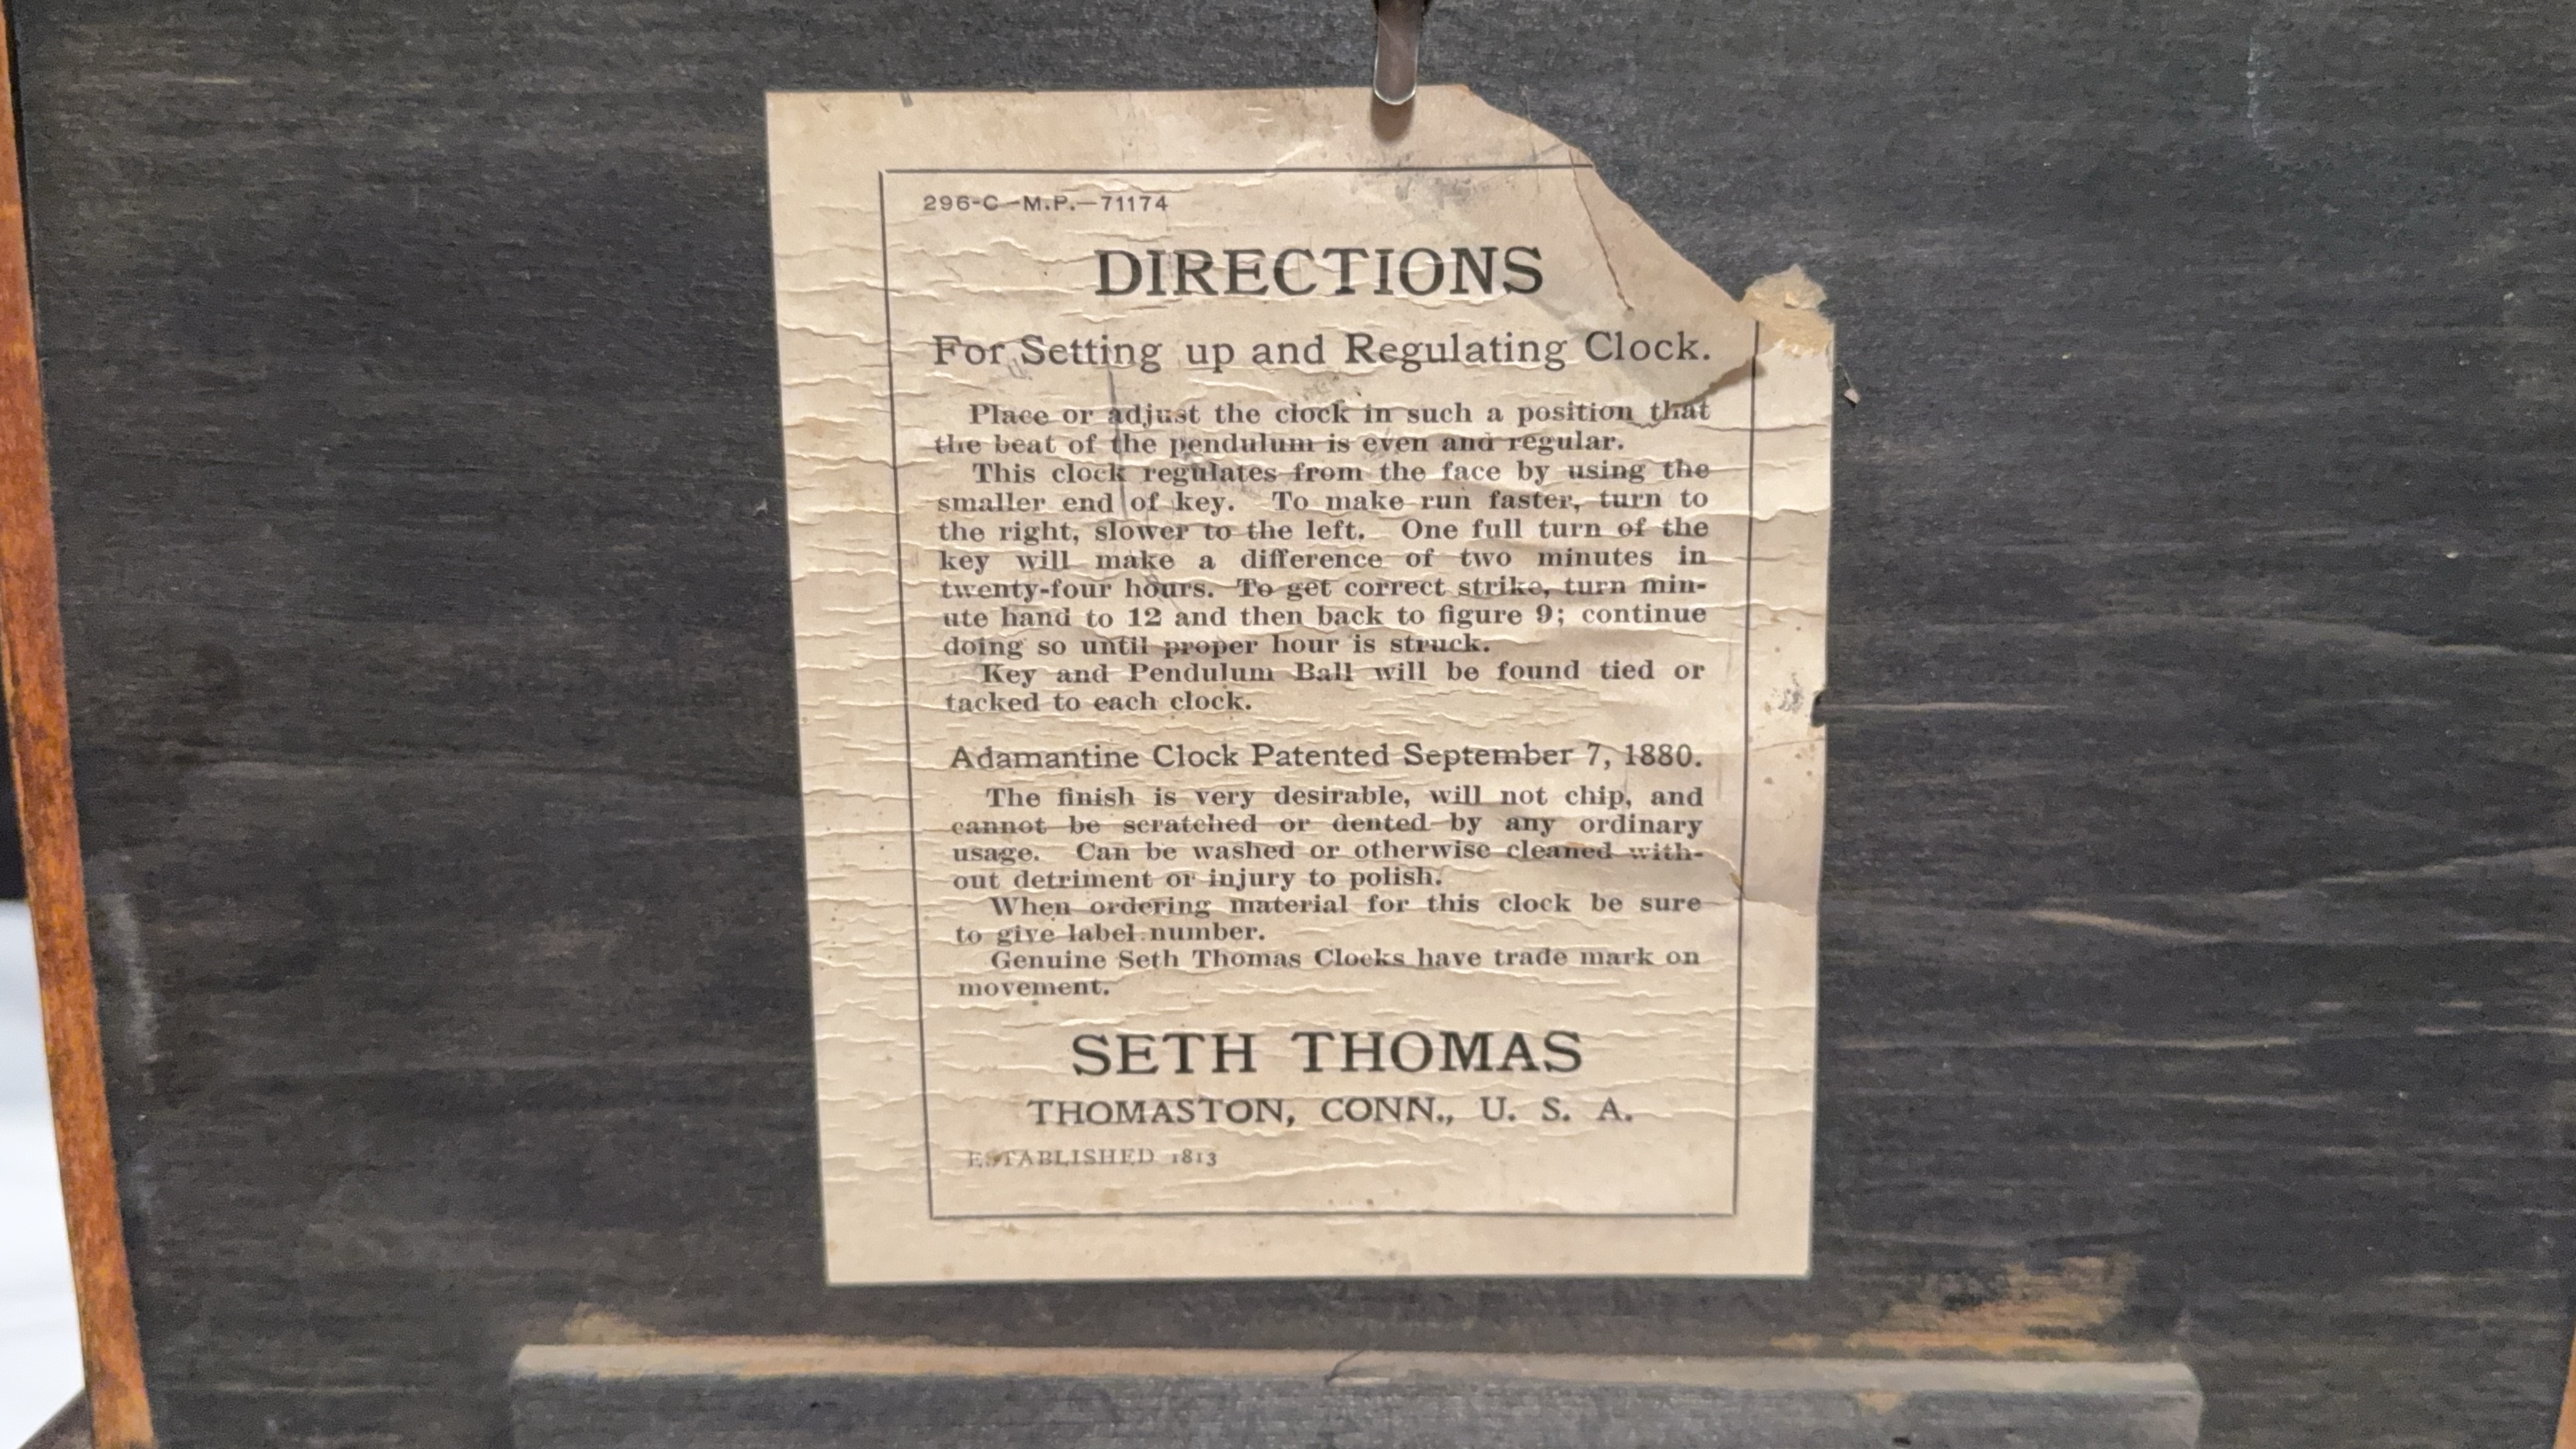 296-C-M.P.-71174
DIRECTIONS
For Setting up and Regulating Clock.
Place or adjust the clock in such a position that
the beat of the pendulum is even and regular.
This clock regulates from the face by using the
smaller end of key. To make run faster, turn to
the right, slower to the left. One full turn of the
key will make a difference of two minutes in
twenty-four hours. To get correct strike, turn min-
ute hand to 12 and then back to figure 9; continue
doing so until proper hour is struck.
Key and Pendulum Ball will be found tied or
tacked to each clock.
Adamantine Clock Patented September 7, 1880.
The finish is very desirable, will not chip, and
cannot be scratched or dented by any ordinary
usage. Can be washed or otherwise cleaned with-
out detriment or injury to polish.
When ordering material for this clock be sure
to give label number.
Genuine Seth Thomas Clocks have trade mark on
movement.
SETH THOMAS
THOMASTON, CONN., U. S. A.
ESTABLISHED 1813